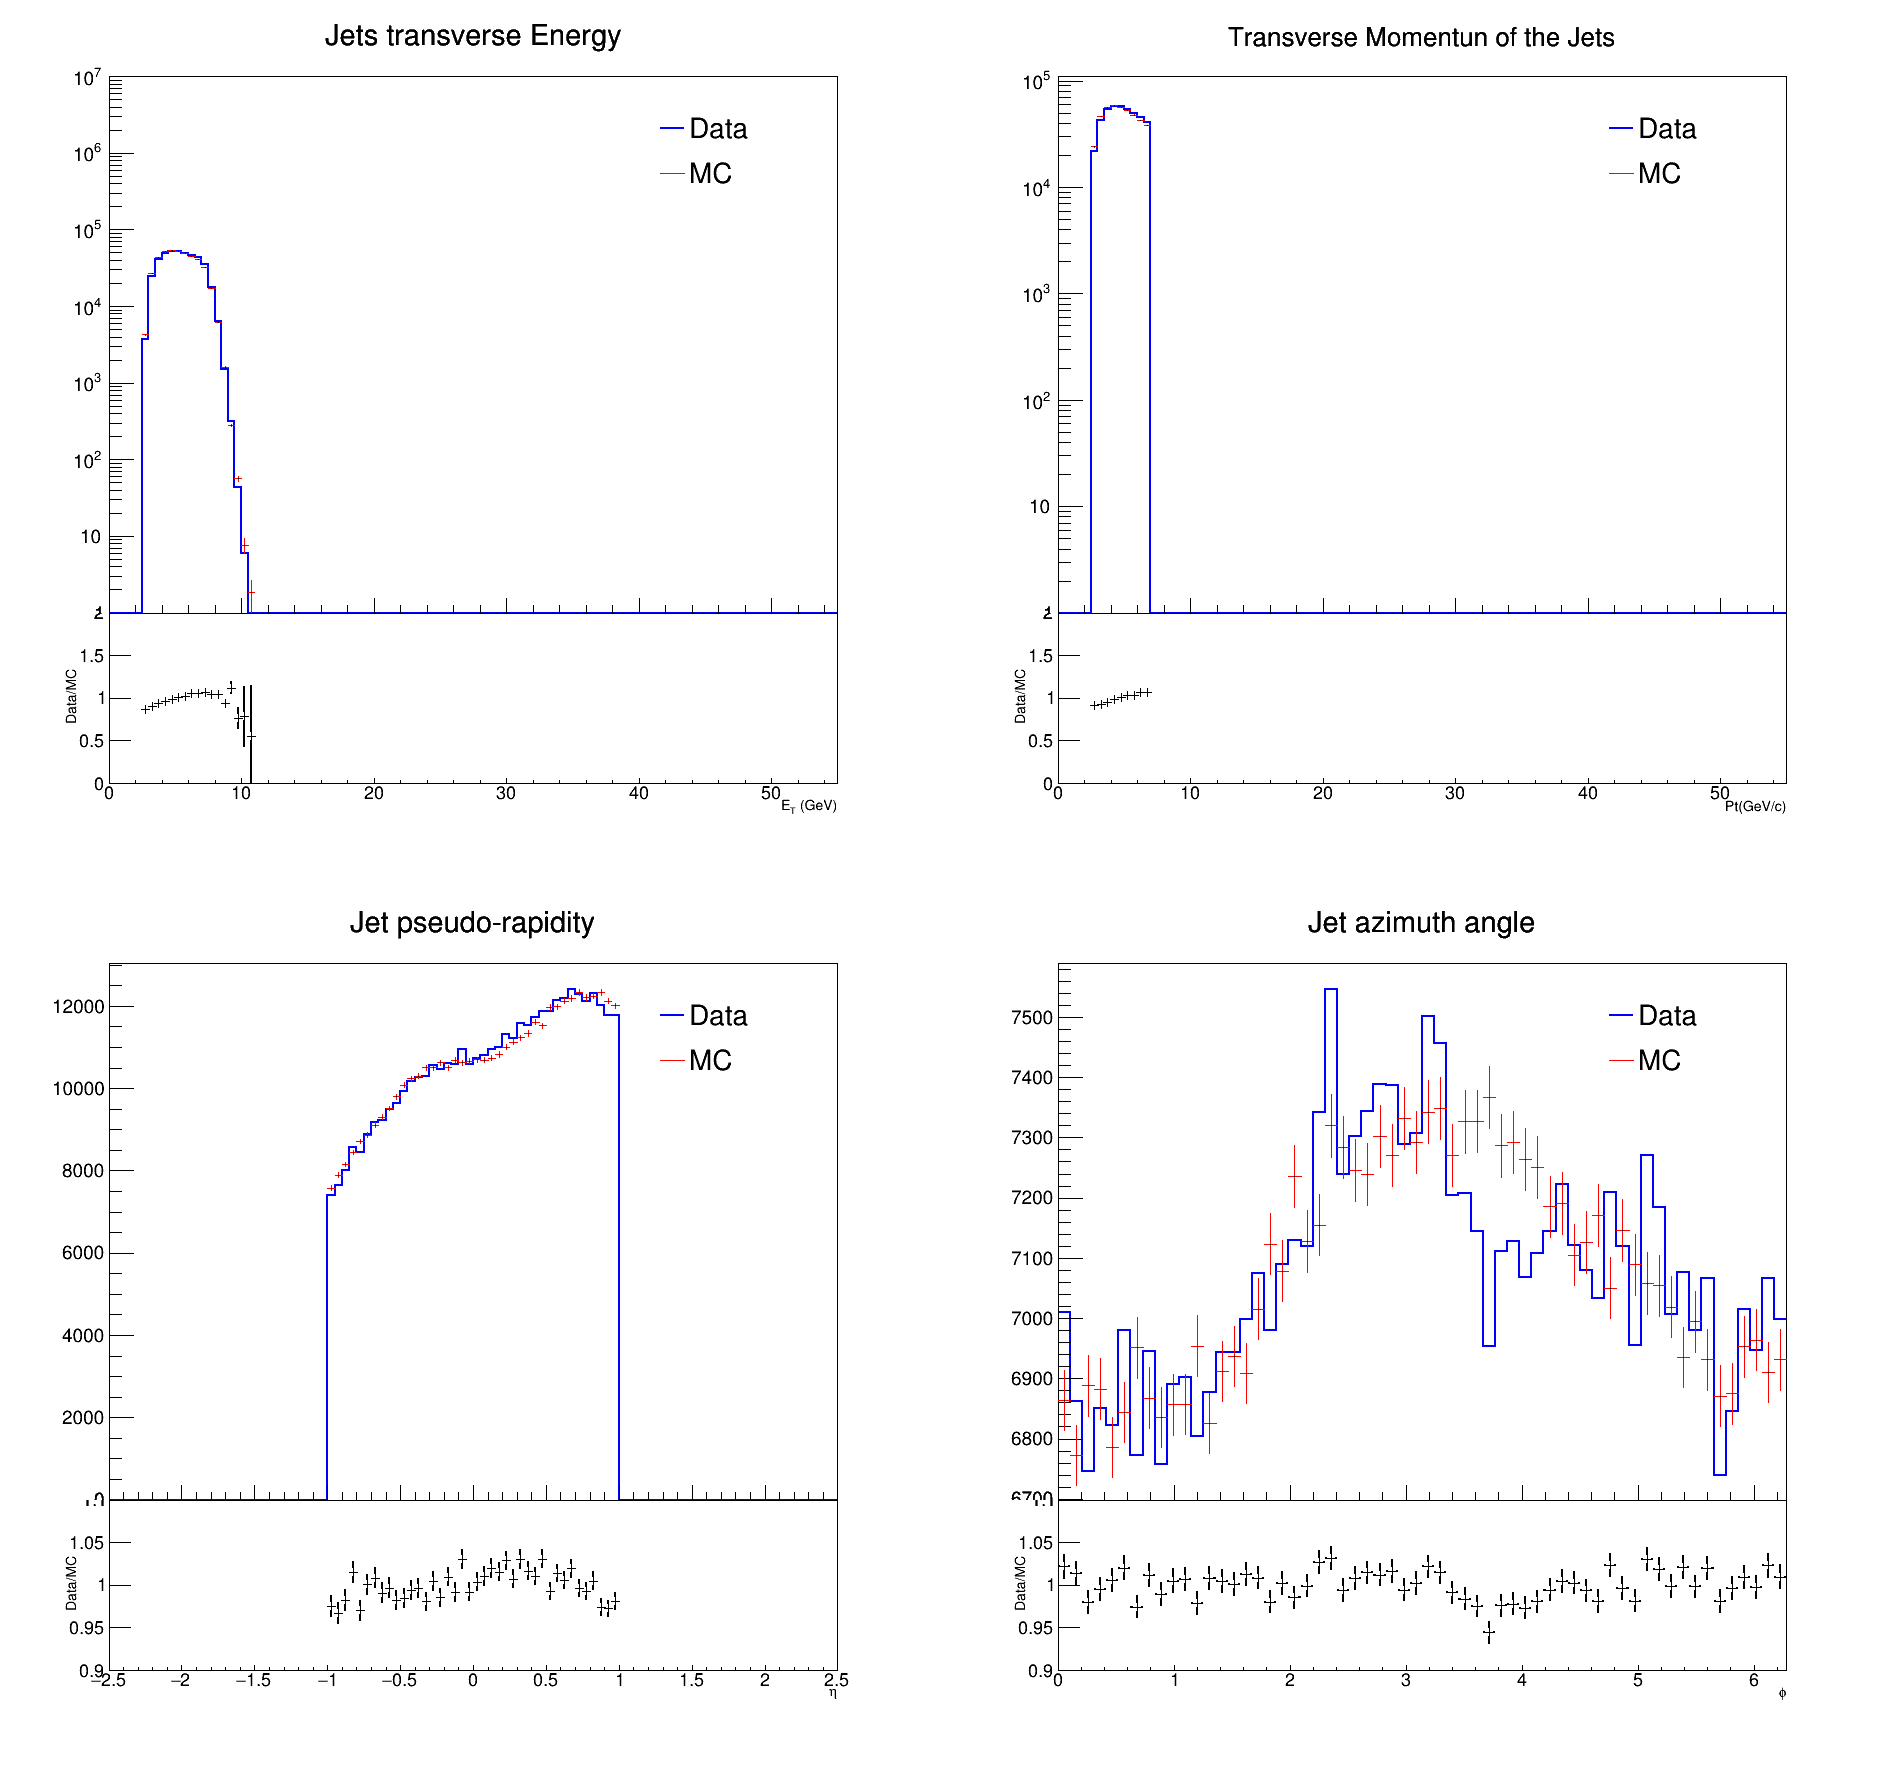 Jets transverse Energy
10^7
10^6
10^5
10^4
10^3
10^2
10
Data
MC
2
1.5
1
0.5
0
Data/MC
0 10 20 30 40 50
E_T (GeV)
Transverse Momentun of the Jets
10^5
10^4
10^3
10^2
10
Data
MC
2
1.5
1
0.5
0
Data/MC
0 10 20 30 40 50
Pt(GeV/c)
Jet pseudo-rapidity
12000
10000
8000
6000
4000
2000
0
Data
MC
1.05
1
0.95
0.9
Data/MC
−2.5 −2 −1.5 −1 −0.5 0 0.5 1 1.5 2 2.5
η
Jet azimuth angle
7500
7400
7300
7200
7100
7000
6900
6800
6700
Data
MC
1.05
1
0.95
0.9
Data/MC
0 1 2 3 4 5 6
ϕ